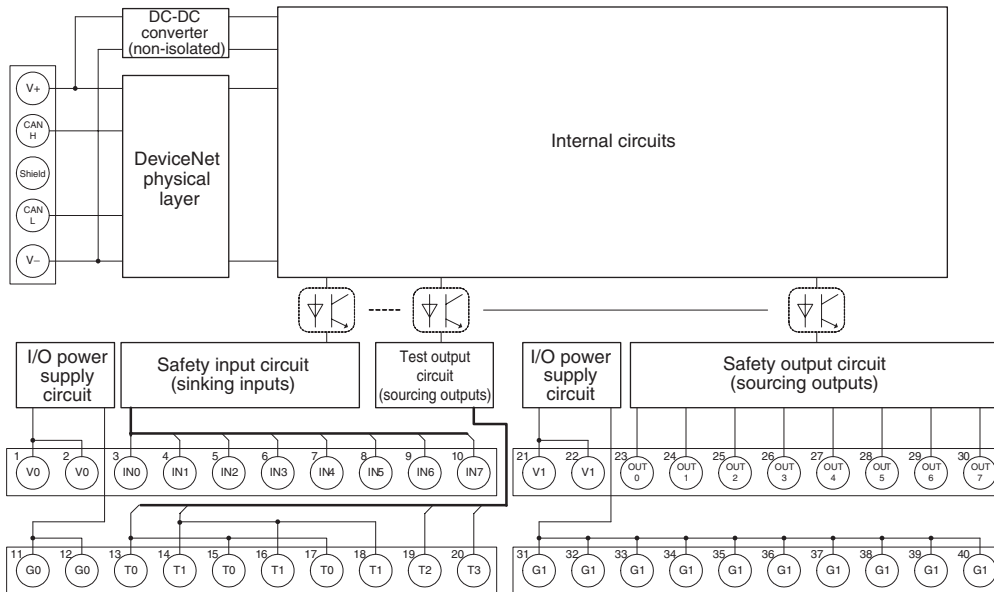 DC-DC
converter
(non-isolated)
V+
CAN
H
Shield
CAN
L
V–
DeviceNet
physical
layer
Internal circuits
I/O power
supply
circuit
Safety input circuit
(sinking inputs)
Test output
circuit
(sourcing outputs)
I/O power
supply
circuit
Safety output circuit
(sourcing outputs)
1 2 3 4 5 6 7 8 9 10
V0 V0 IN0 IN1 IN2 IN3 IN4 IN5 IN6 IN7
21 22 23 24 25 26 27 28 29 30
V1 V1 OUT OUT OUT OUT OUT OUT OUT OUT
0 1 2 3 4 5 6 7
11 12 13 14 15 16 17 18 19 20
G0 G0 T0 T1 T0 T1 T0 T1 T2 T3
31 32 33 34 35 36 37 38 39 40
G1 G1 G1 G1 G1 G1 G1 G1 G1 G1